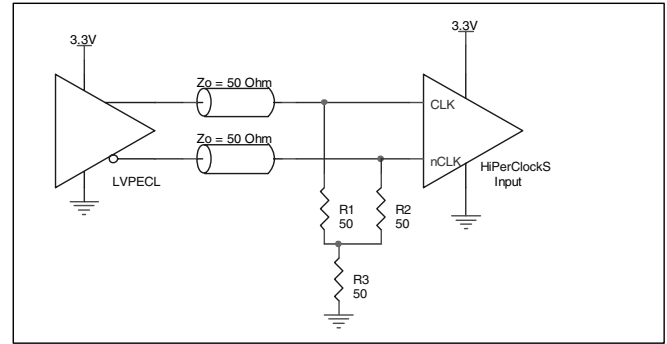 3.3V
3.3V
Zo = 50 Ohm
CLK
Zo = 50 Ohm
nCLK
LVPECL
HiPerClockS
Input
R1
50
R2
50
R3
50